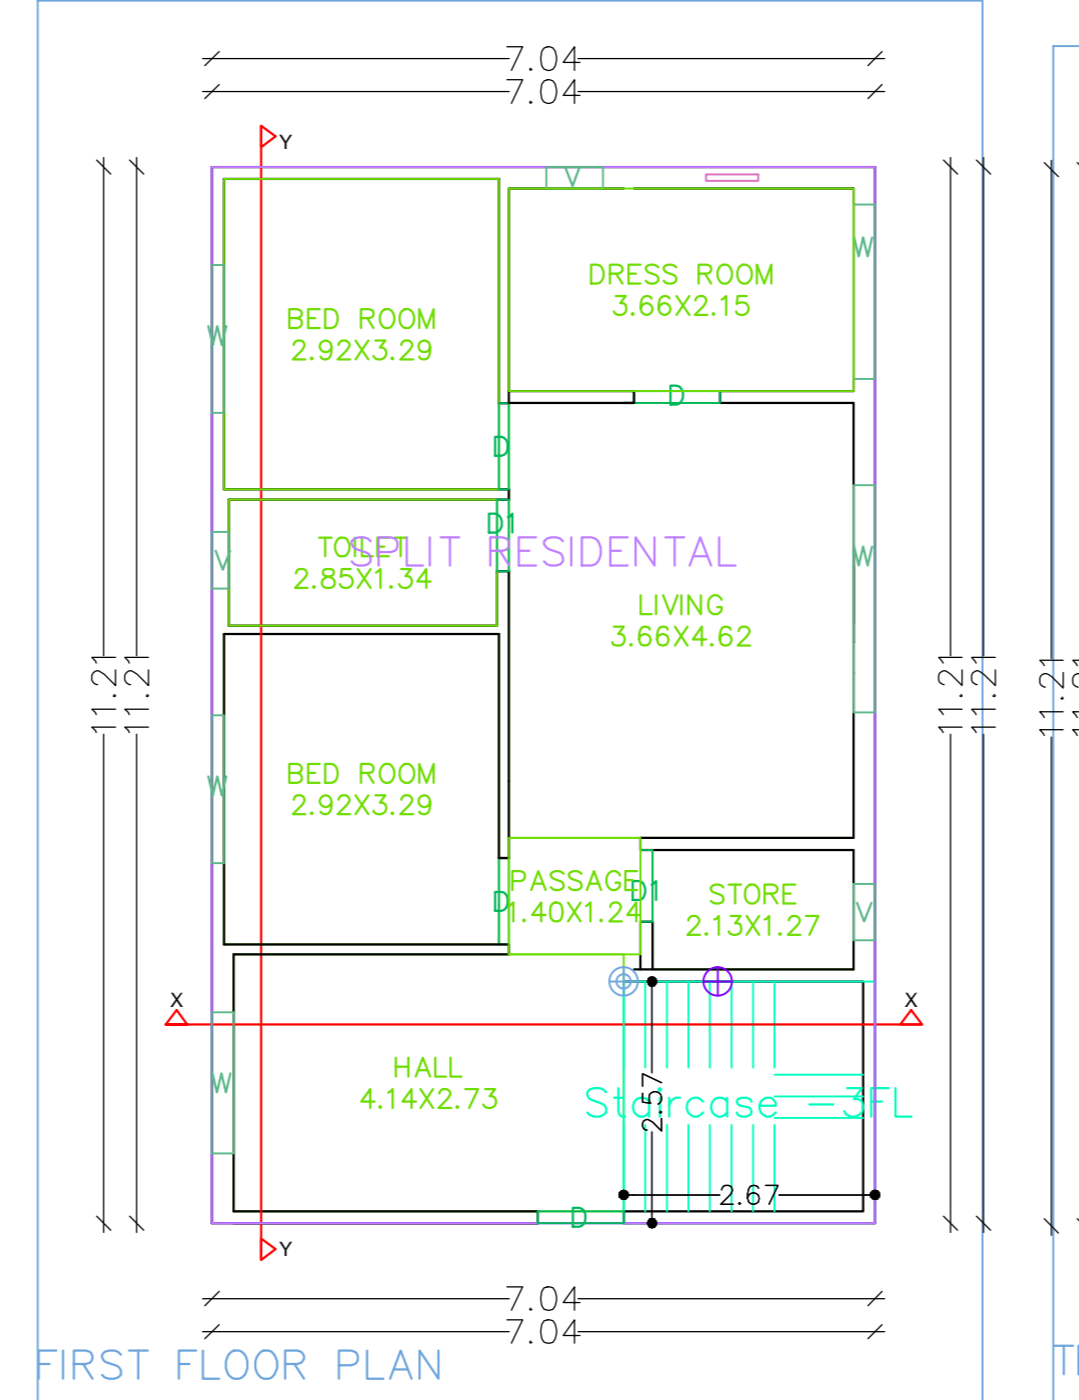 7.04
7.04
Y
V
DRESS ROOM
3.66X2.15
W
BED ROOM
2.92X3.29
W
D
D
D1
SPLIT RESIDENTAL
TOILET
2.85X1.34
V
W
LIVING
3.66X4.62
11.21
11.21
11.21
11.21
11.21
BED ROOM
2.92X3.29
W
PASSAGE
1.40X1.24
D
D1
STORE
2.13X1.27
V
X
X
HALL
4.14X2.73
W
Staircase -3FL
2.57
2.67
D
Y
7.04
7.04
FIRST FLOOR PLAN